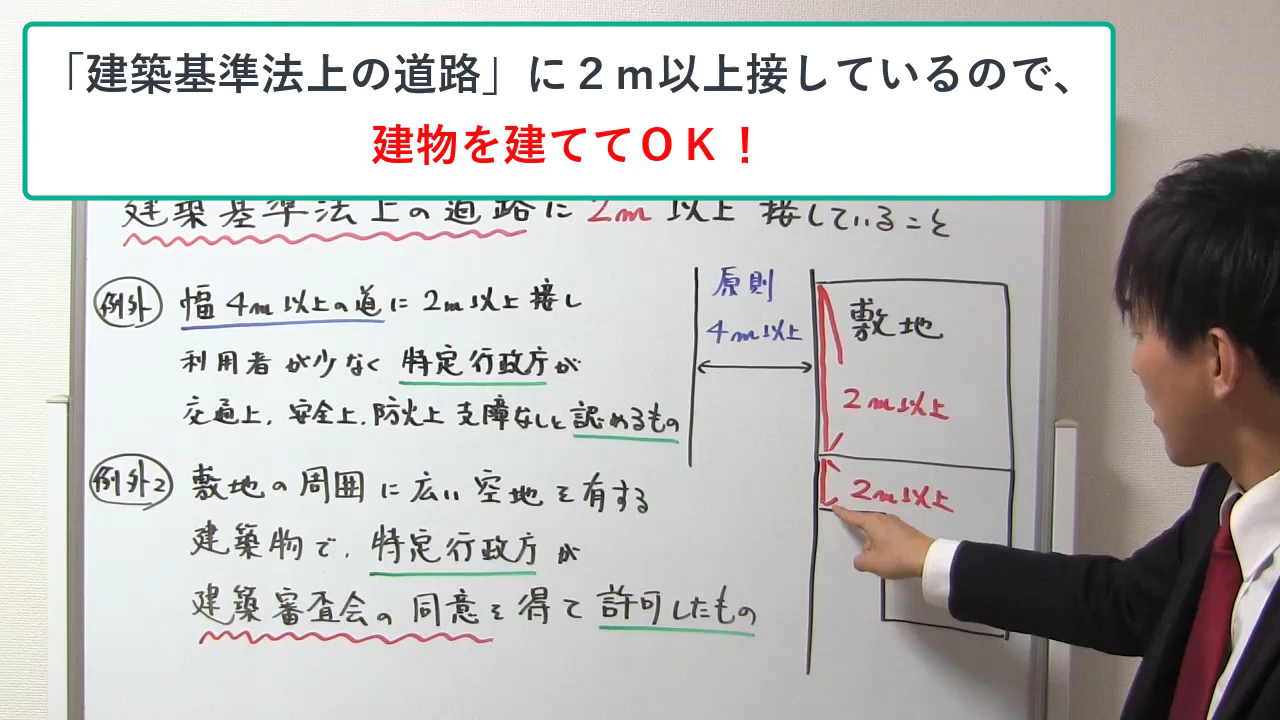 「建築基準法上の道路」に２ｍ以上接しているので、
建物を建ててＯＫ！
建築基準法上の道路に2m以上接していること
例外 幅4m以上の道に2m以上接し
利用者が少なく特定行政庁が
交通上,安全上,防火上支障なしと認めるもの
例外2 敷地の周囲に広い空地を有する
建築物で,特定行政庁が
建築審査会の同意を得て許可したもの
原則
4m以上
敷地
2m以上
2m以上